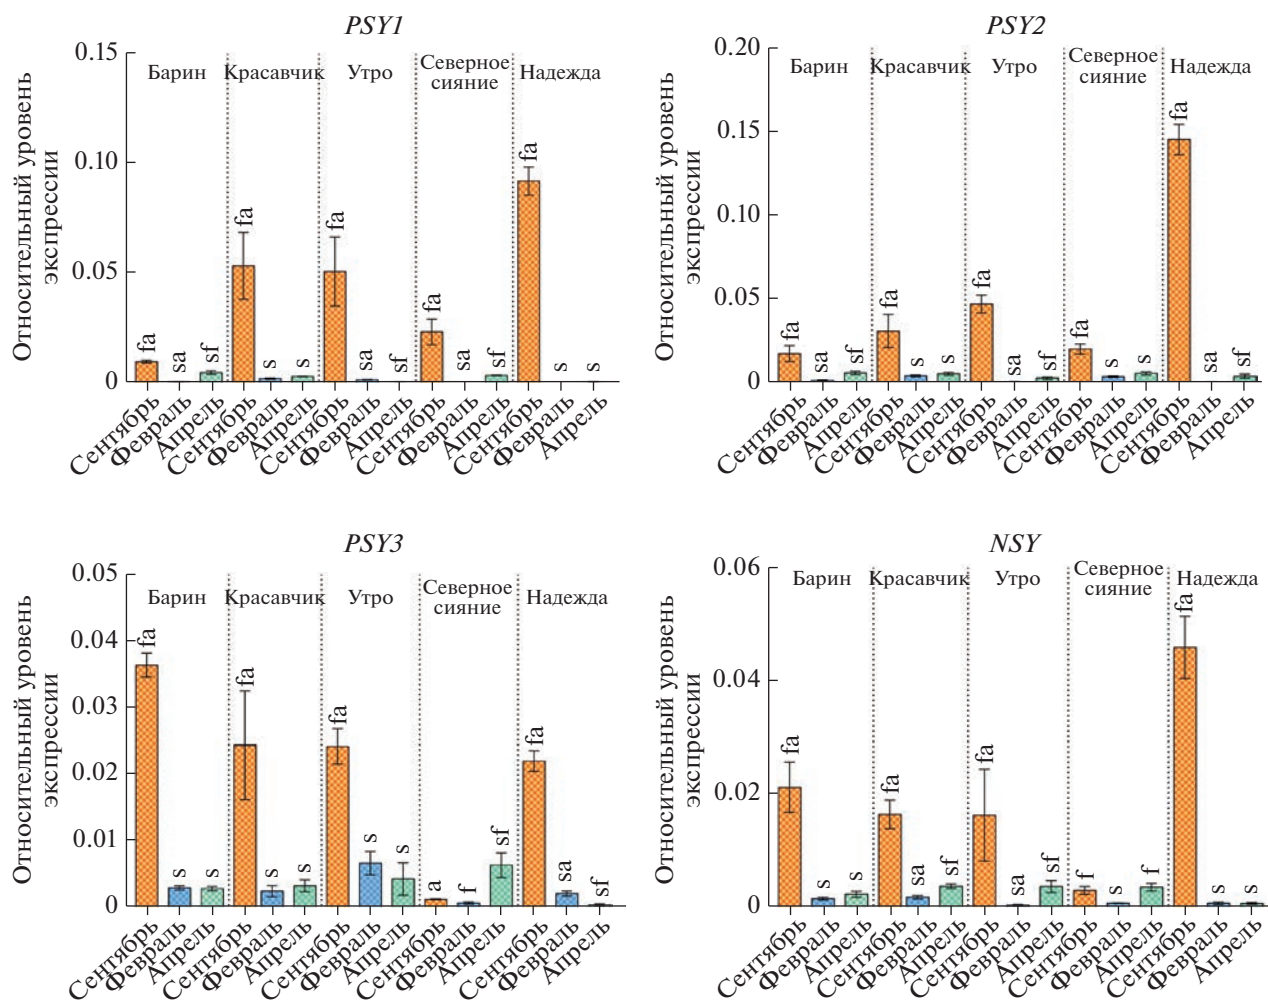 PSY1
Относительный уровень
экспрессии
0.15
0.10
0.05
0
Барин
Красавчик
Утро
Северное
сияние
Надежда
fa
sa
sf
fa
s
s
fa
sa
sf
fa
sa
sf
fa
s
s
Сентябрь
Февраль
Апрель
Сентябрь
Февраль
Апрель
Сентябрь
Февраль
Апрель
Сентябрь
Февраль
Апрель
Сентябрь
Февраль
Апрель
PSY2
Относительный уровень
экспрессии
0.20
0.15
0.10
0.05
0
Барин
Красавчик
Утро
Северное
сияние
Надежда
fa
sa
sf
fa
s
s
fa
sa
sf
fa
s
s
fa
sa
sf
Сентябрь
Февраль
Апрель
Сентябрь
Февраль
Апрель
Сентябрь
Февраль
Апрель
Сентябрь
Февраль
Апрель
Сентябрь
Февраль
Апрель
PSY3
Относительный уровень
экспрессии
0.05
0.04
0.03
0.02
0.01
0
Барин
Красавчик
Утро
Северное
сияние
Надежда
fa
s
s
fa
s
s
fa
s
s
a
f
sf
fa
sa
sf
Сентябрь
Февраль
Апрель
Сентябрь
Февраль
Апрель
Сентябрь
Февраль
Апрель
Сентябрь
Февраль
Апрель
Сентябрь
Февраль
Апрель
NSY
Относительный уровень
экспрессии
0.06
0.04
0.02
0
Барин
Красавчик
Утро
Северное
сияние
Надежда
fa
s
s
fa
sa
sf
fa
sa
sf
f
s
f
fa
s
s
Сентябрь
Февраль
Апрель
Сентябрь
Февраль
Апрель
Сентябрь
Февраль
Апрель
Сентябрь
Февраль
Апрель
Сентябрь
Февраль
Апрель